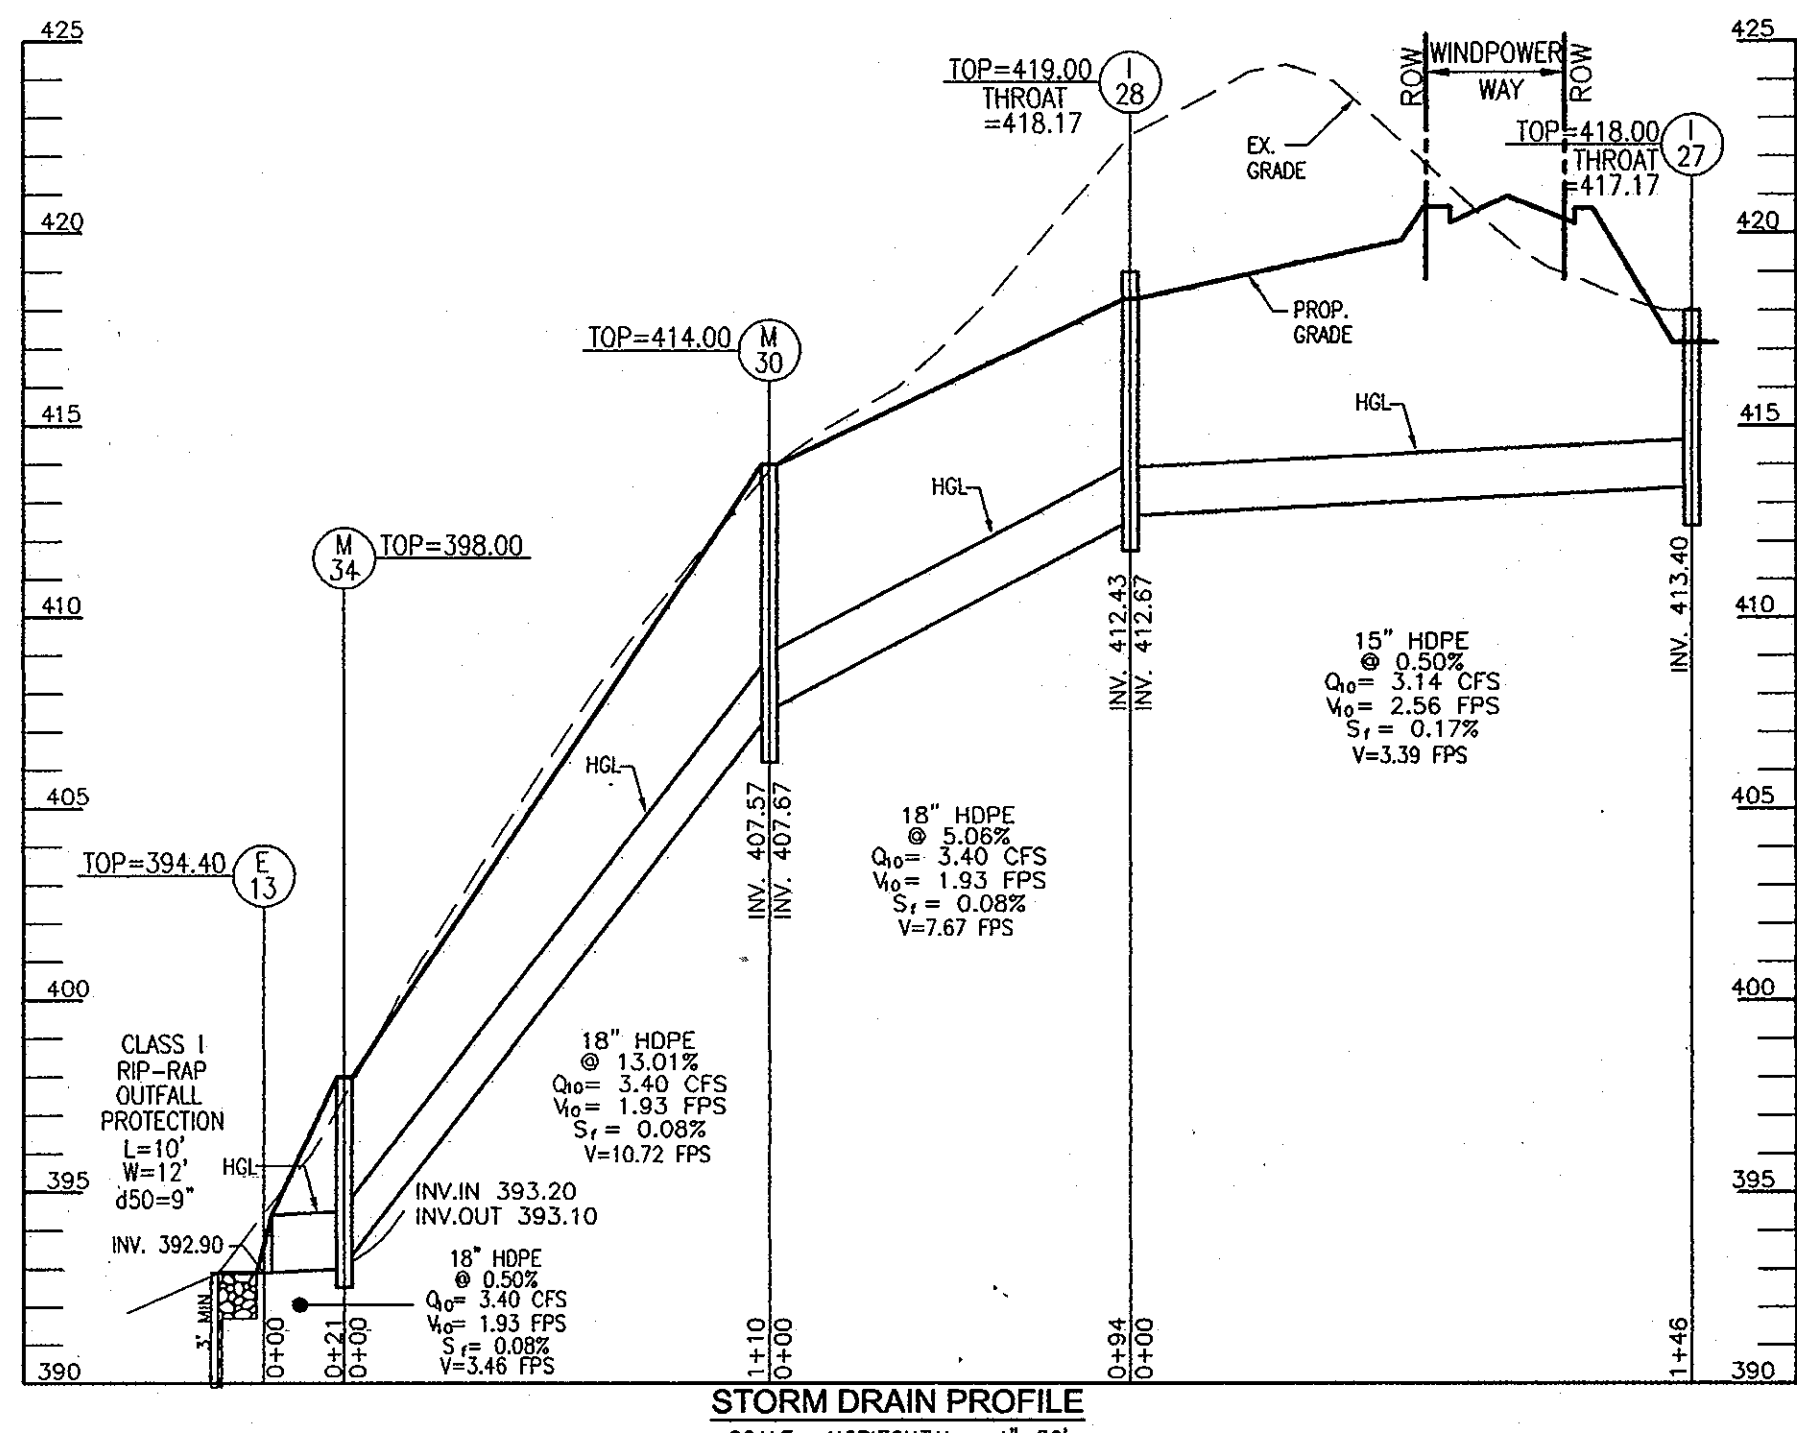 425
425
ROW
WINDPOWER
WAY
ROW
TOP=419.00
THROAT
=418.17
I
28
TOP=418.00
THROAT
=417.17
I
27
EX.
GRADE
420
420
PROP.
GRADE
TOP=414.00
M
30
HGL
415
415
HGL
M
34
TOP=398.00
INV. 412.43
INV. 412.67
INV. 413.40
410
410
15" HDPE
@ 0.50%
Q10= 3.14 CFS
V10= 2.56 FPS
Sf = 0.17%
V=3.39 FPS
HGL
INV. 407.57
INV. 407.67
405
405
18" HDPE
@ 5.06%
Q10= 3.40 CFS
V10= 1.93 FPS
Sf = 0.08%
V=7.67 FPS
TOP=394.40
E
13
400
400
CLASS I
RIP-RAP
OUTFALL
PROTECTION
L=10'
W=12'
d50=9"
18" HDPE
@ 13.01%
Q10= 3.40 CFS
V10= 1.93 FPS
Sf = 0.08%
V=10.72 FPS
HGL
395
395
INV.IN 393.20
INV.OUT 393.10
INV. 392.90
18" HDPE
@ 0.50%
Q10= 3.40 CFS
V10= 1.93 FPS
Sf= 0.08%
V=3.46 FPS
3' MIN
390
0+00
0+21
0+00
1+10
0+00
0+94
0+00
1+46
390
STORM DRAIN PROFILE